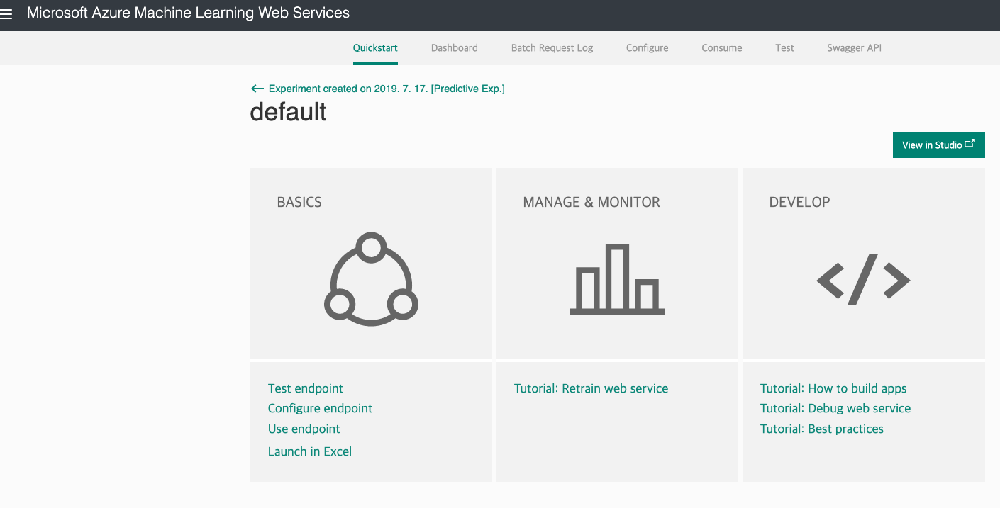 Microsoft Azure Machine Learning Web Services
Quickstart Dashboard Batch Request Log Configure Consume Test Swagger API
Experiment created on 2019. 7. 17. [Predictive Exp.]
default
View in Studio
BASICS MANAGE & MONITOR DEVELOP
Test endpoint
Configure endpoint
Use endpoint
Launch in Excel
Tutorial: Retrain web service
Tutorial: How to build apps
Tutorial: Debug web service
Tutorial: Best practices